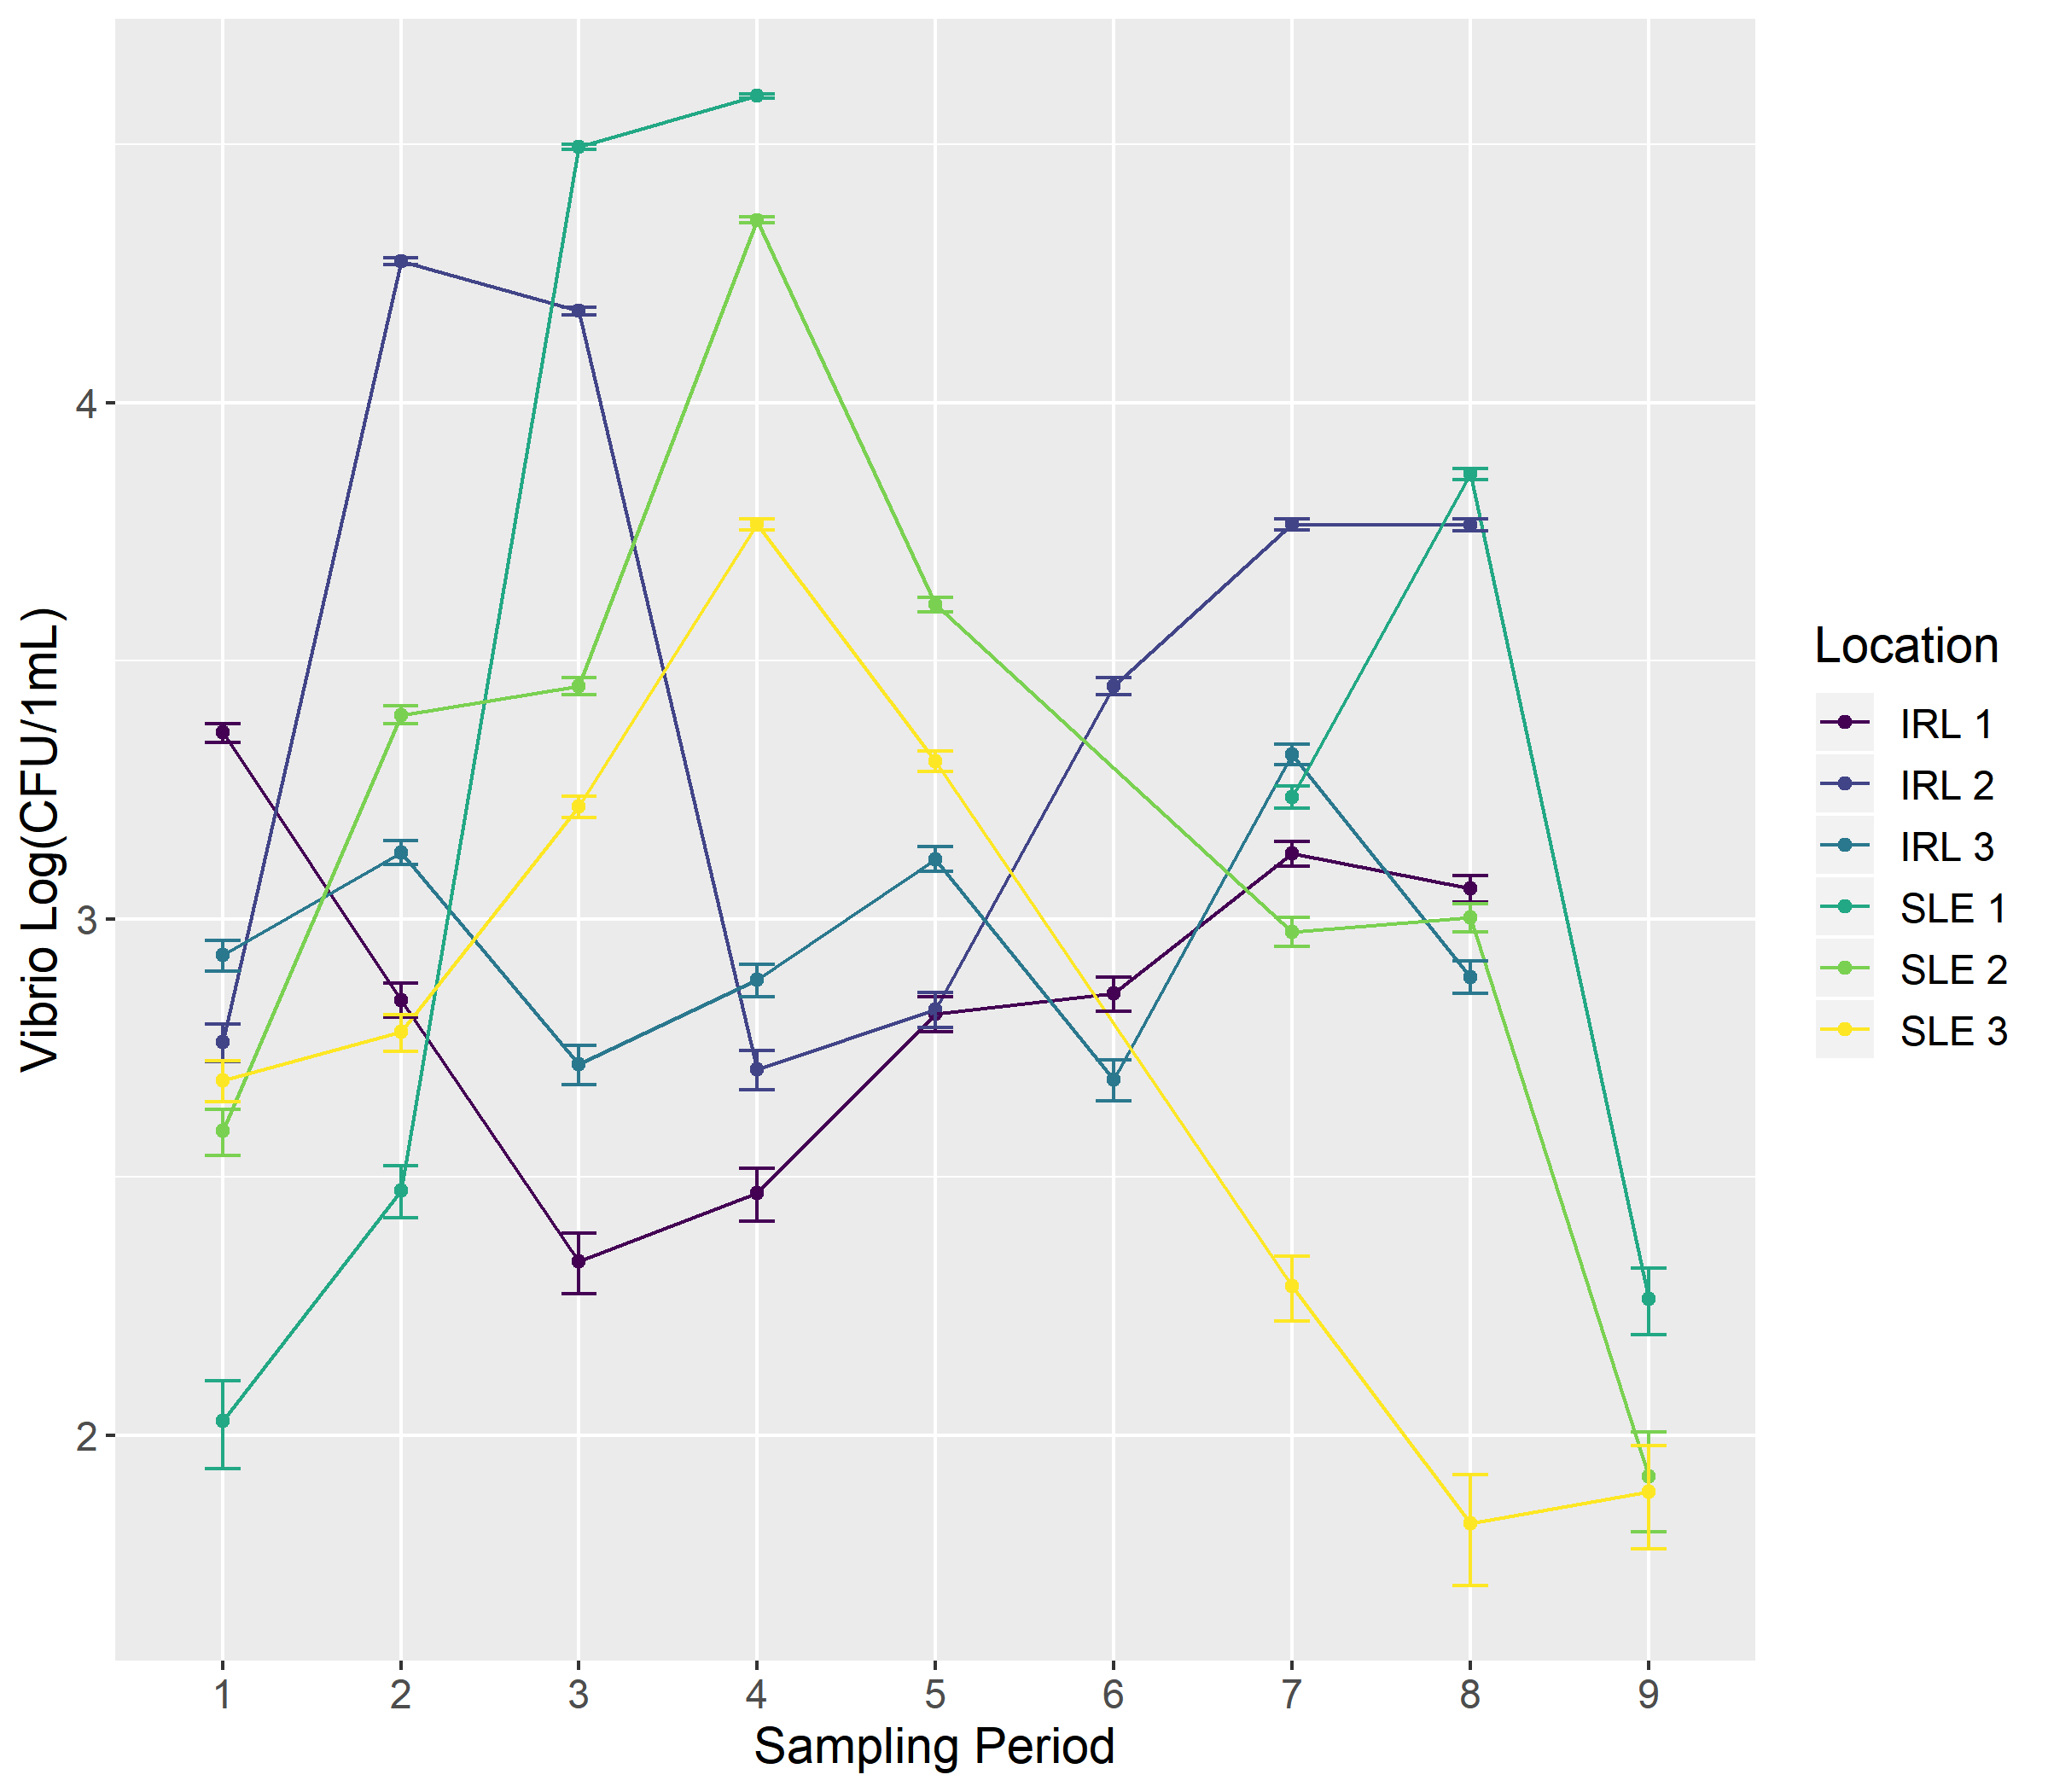 Vibrio Log(CFU/1mL)
4
3
2
1 2 3 4 5 6 7 8 9
Sampling Period
Location
IRL 1
IRL 2
IRL 3
SLE 1
SLE 2
SLE 3